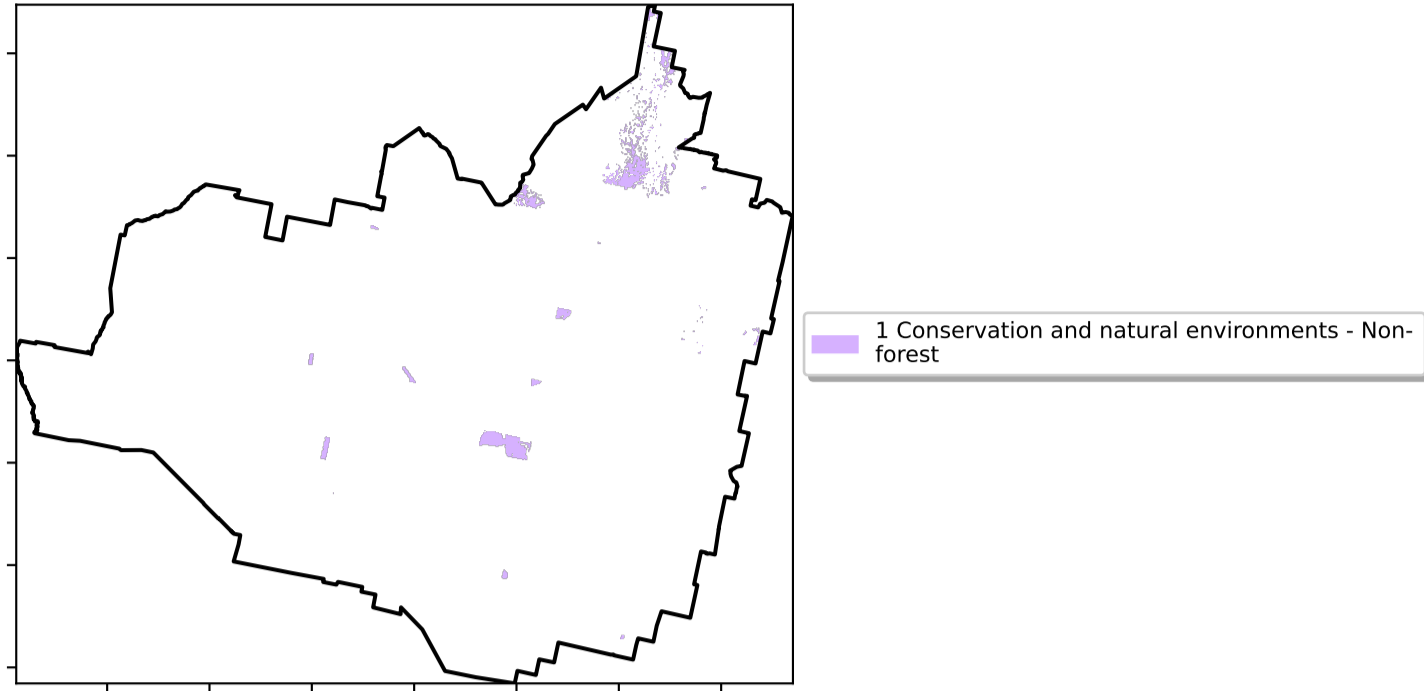 1 Conservation and natural environments - Non-
forest